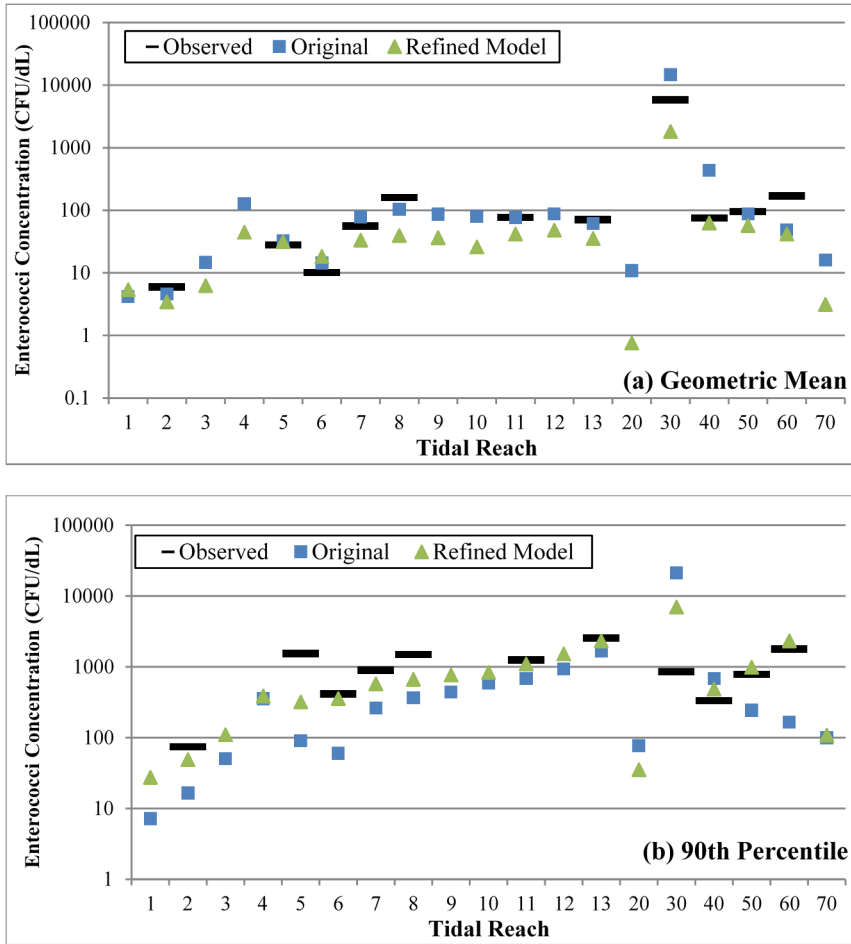 100000
10000
1000
100
10
1
0.1
Enterococci Concentration (CFU/dL)
Observed Original Refined Model
(a) Geometric Mean
1 2 3 4 5 6 7 8 9 10 11 12 13 20 30 40 50 60 70
Tidal Reach
100000
10000
1000
100
10
1
Enterococci Concentration (CFU/dL)
Observed Original Refined Model
(b) 90th Percentile
1 2 3 4 5 6 7 8 9 10 11 12 13 20 30 40 50 60 70
Tidal Reach